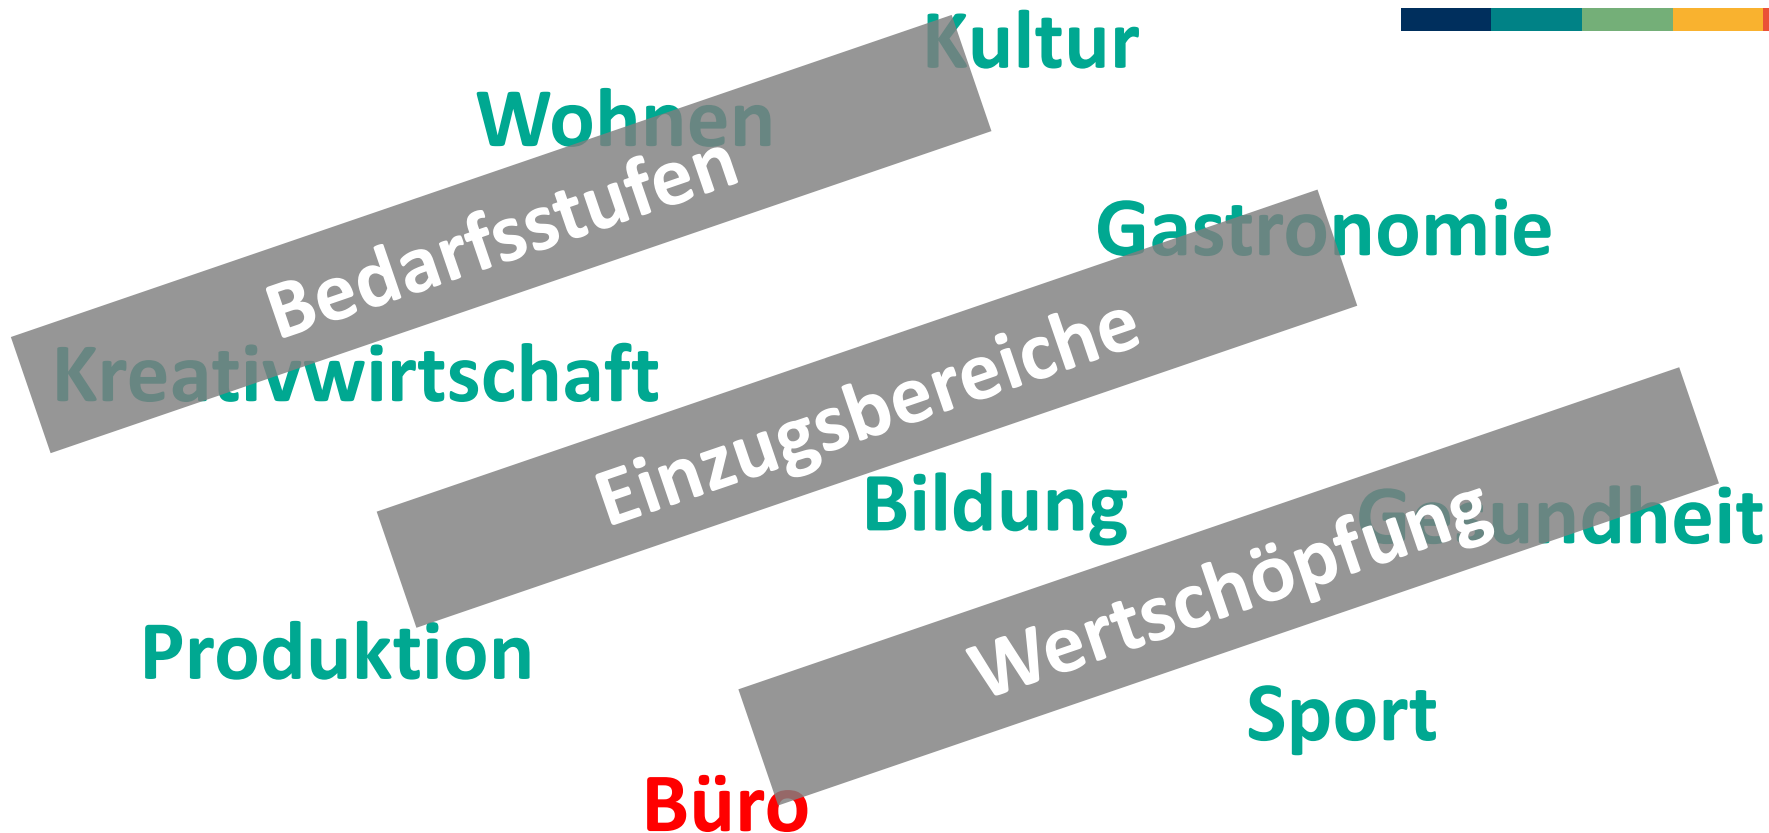 Kultur
Wohnen
Bedarfsstufen
Gastronomie
Kreativwirtschaft
Einzugsbereiche
Bildung
Gesundheit
Wertschöpfung
Produktion
Sport
Büro